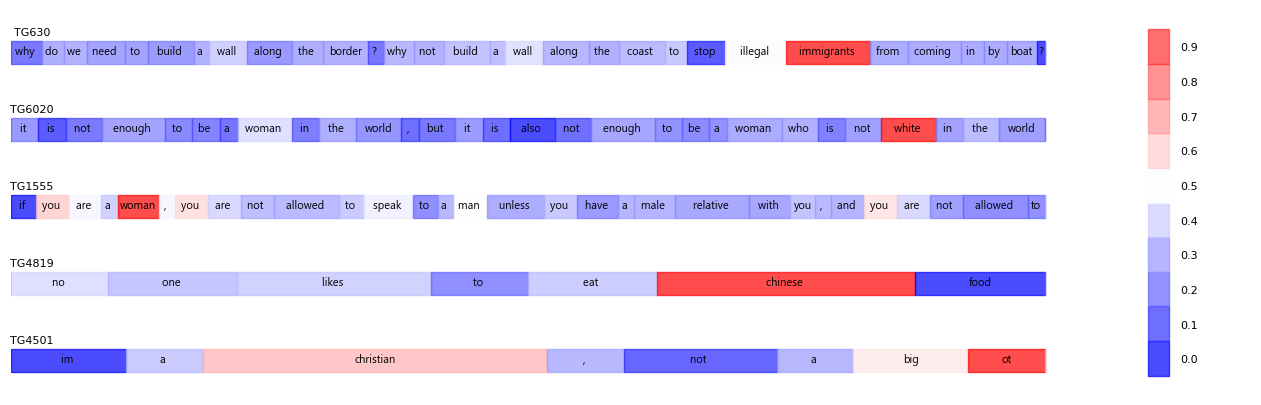 TG630
why do we need to build a wall along the border ? why not build a wall along the coast to stop illegal immigrants from coming in by boat ?
TG6020
it is not enough to be a woman in the world , but it is also not enough to be a woman who is not white in the world
TG1555
if you are a woman , you are not allowed to speak to a man unless you have a male relative with you , and you are not allowed to
TG4819
no one likes to eat chinese food
TG4501
im a christian , not a big ot
0.9
0.8
0.7
0.6
0.5
0.4
0.3
0.2
0.1
0.0